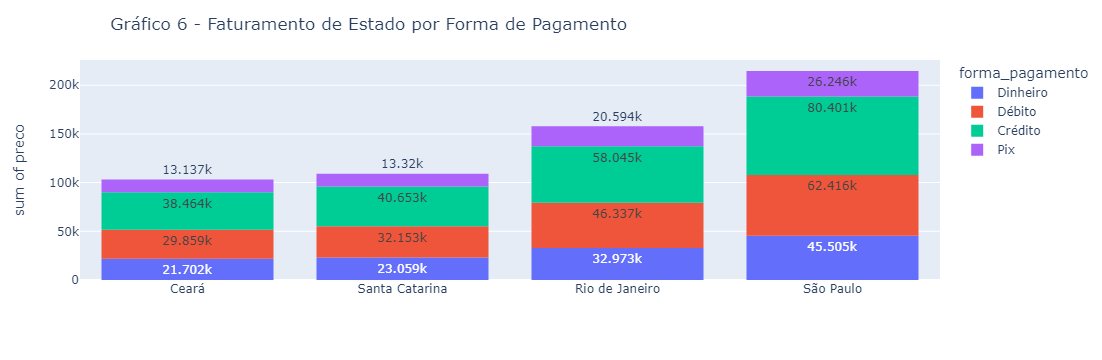 Gráfico 6 - Faturamento de Estado por Forma de Pagamento
forma_pagamento
Dinheiro
Débito
Crédito
Pix
sum of preco
200k
150k
100k
50k
0
13.137k
38.464k
29.859k
21.702k
13.32k
40.653k
32.153k
23.059k
20.594k
58.045k
46.337k
32.973k
26.246k
80.401k
62.416k
45.505k
Ceará
Santa Catarina
Rio de Janeiro
São Paulo